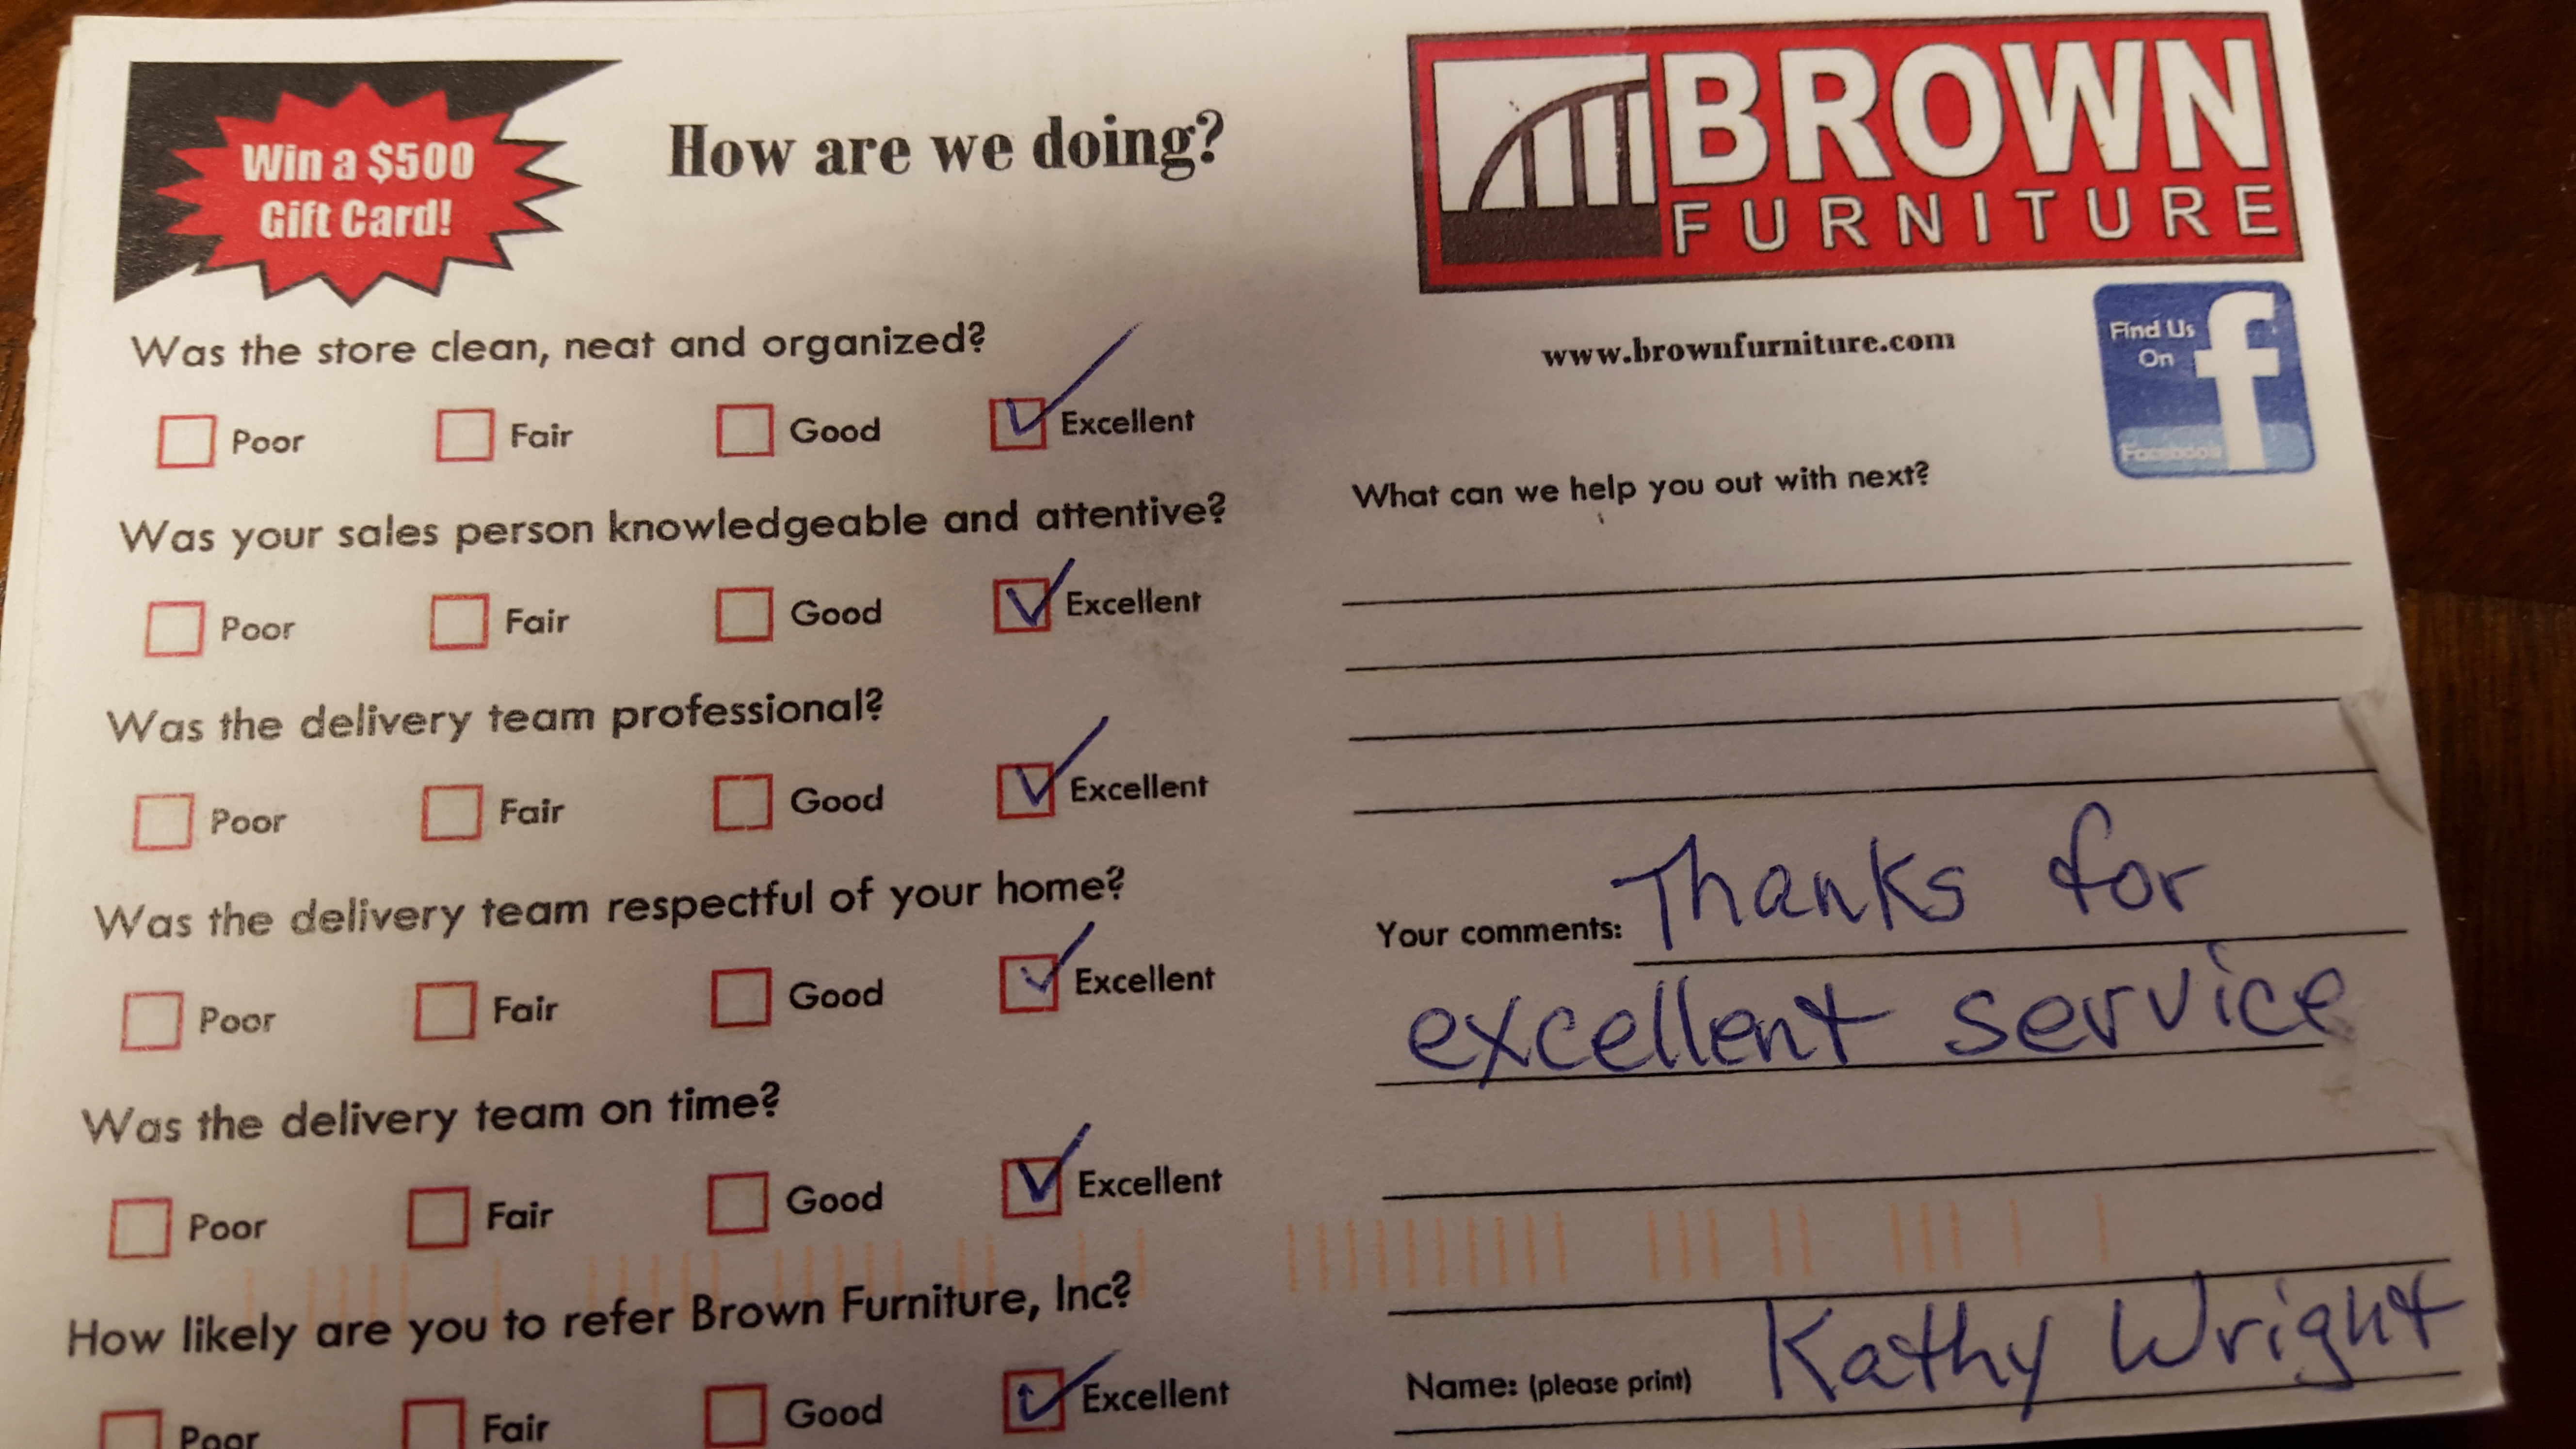 Win a $500
Gift Card!
How are we doing?
BROWN
FURNITURE
www.brownfurniture.com
Find Us
On
f
Facebook
Was the store clean, neat and organized?
Poor Fair Good Excellent
Was your sales person knowledgeable and attentive?
Poor Fair Good Excellent
Was the delivery team professional?
Poor Fair Good Excellent
Was the delivery team respectful of your home?
Poor Fair Good Excellent
Was the delivery team on time?
Poor Fair Good Excellent
How likely are you to refer Brown Furniture, Inc?
Poor Fair Good Excellent
What can we help you out with next?
Your comments: Thanks for
excellent service
Name: (please print) Kathy Wright